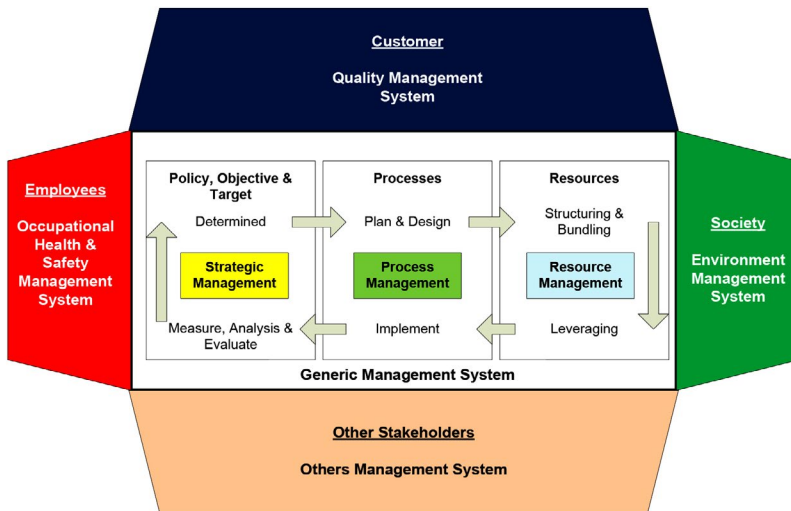 Customer
Quality Management
System
Employees
Occupational
Health &
Safety
Management
System
Policy, Objective &
Target
Determined
Strategic
Management
Measure, Analysis &
Evaluate
Processes
Plan & Design
Process
Management
Implement
Resources
Structuring &
Bundling
Resource
Management
Leveraging
Generic Management System
Society
Environment
Management
System
Other Stakeholders
Others Management System